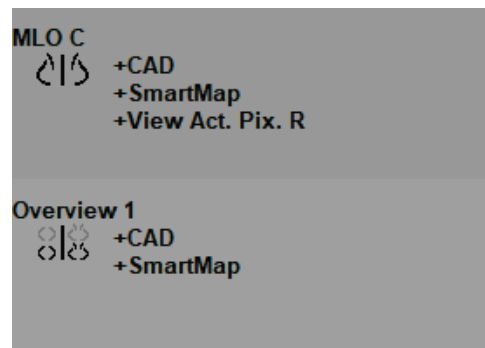 MLO C
+CAD
+SmartMap
+View Act. Pix. R
Overview 1
+CAD
+SmartMap